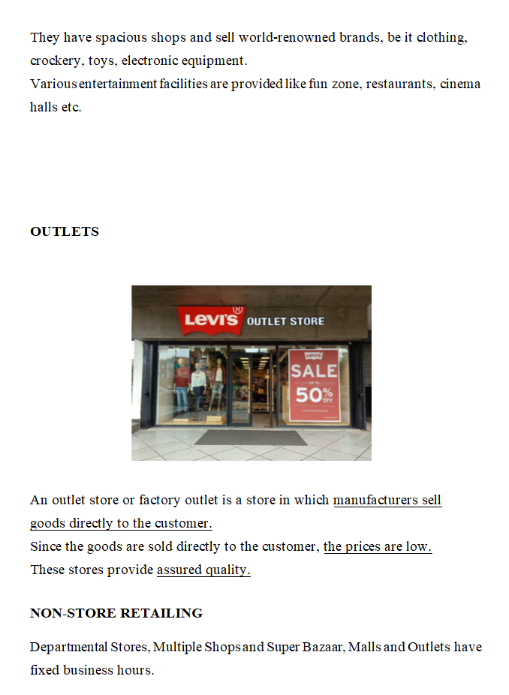 They have spacious shops and sell world-renowned brands, be it clothing,
crockery, toys, electronic equipment.
Various entertainment facilities are provided like fun zone, restaurants, cinema
halls etc.
OUTLETS
LEVI'S OUTLET STORE
SALE
50% OFF
An outlet store or factory outlet is a store in which manufacturers sell
goods directly to the customer.
Since the goods are sold directly to the customer, the prices are low.
These stores provide assured quality.
NON-STORE RETAILING
Departmental Stores, Multiple Shops and Super Bazaar, Malls and Outlets have
fixed business hours.